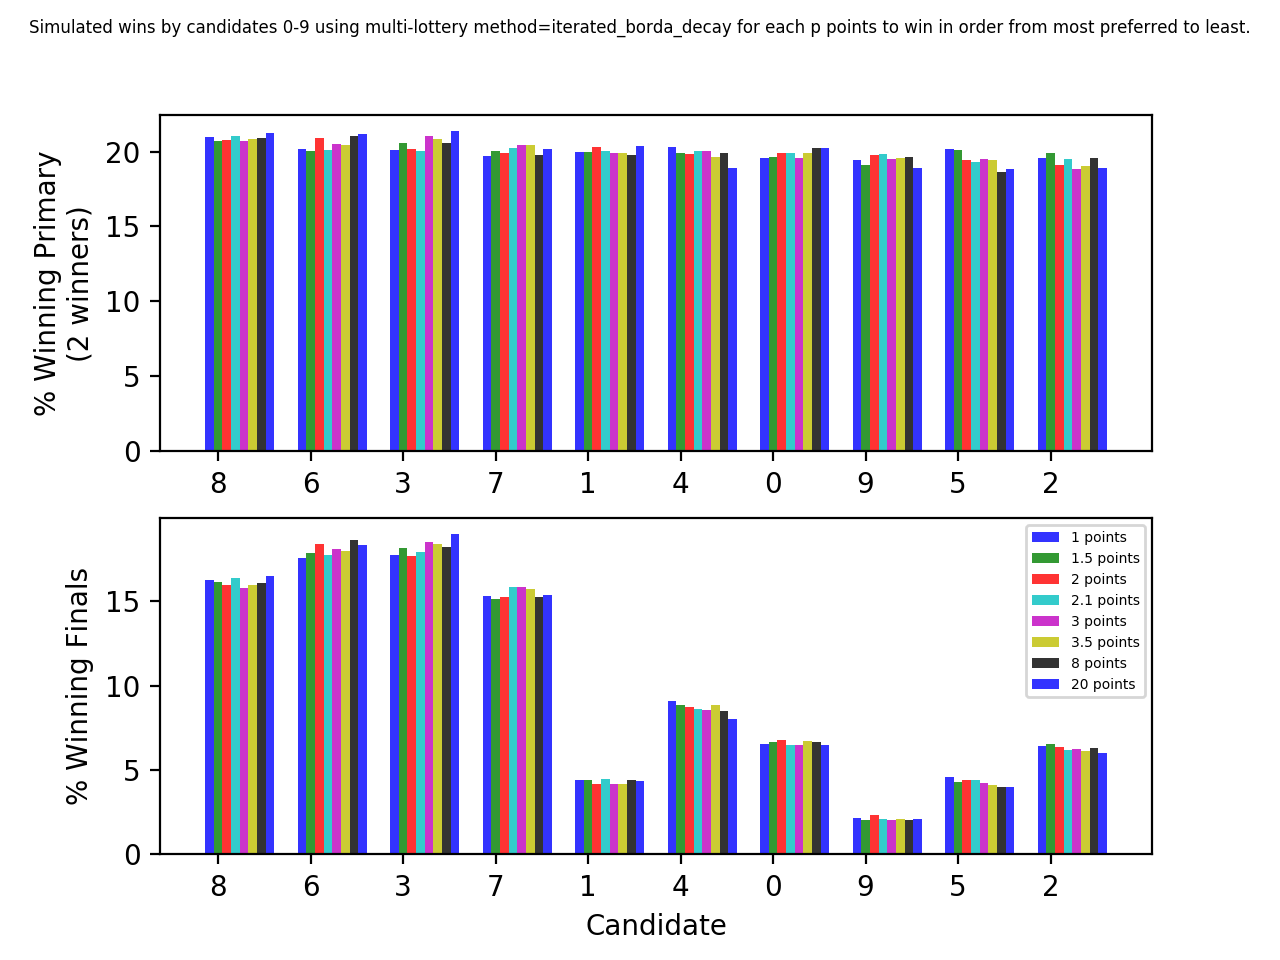 Simulated wins by candidates 0-9 using multi-lottery method=iterated_borda_decay for each p points to win in order from most preferred to least.
% Winning Primary
(2 winners)
20
15
10
5
0
8 6 3 7 1 4 0 9 5 2
% Winning Finals
15
10
5
0
1 points
1.5 points
2 points
2.1 points
3 points
3.5 points
8 points
20 points
8 6 3 7 1 4 0 9 5 2
Candidate